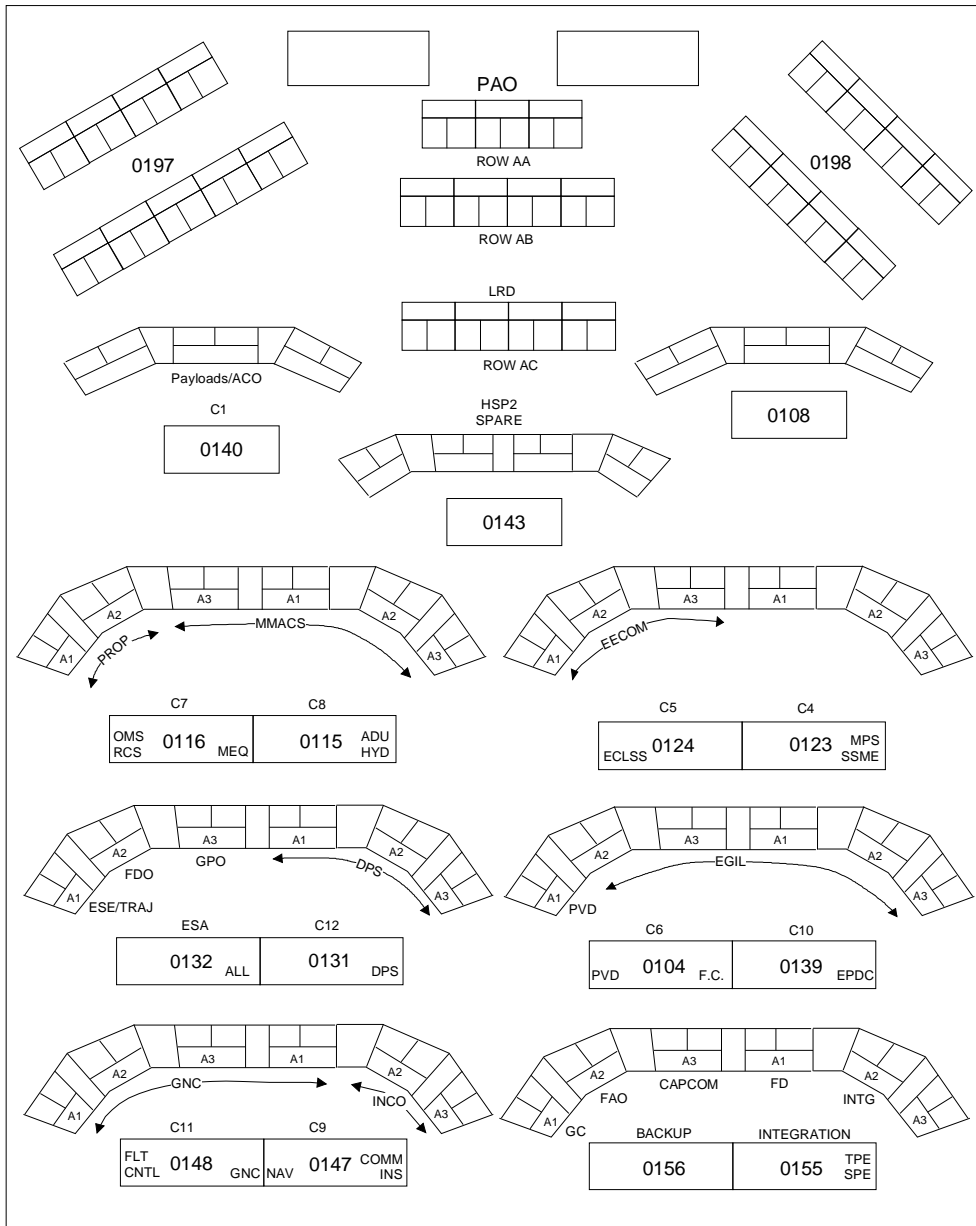 PAO
ROW AA
0197
0198
ROW AB
LRD
ROW AC
Payloads/ACO
C1
0140
HSP2
SPARE
0143
0108
A1 A2 A3 A1 A2 A3
PROP
MMACS
C7
C8
OMS
RCS
0116
MEQ
0115
ADU
HYD
A1 A2 A3 A1 A2 A3
EECOM
C5
C4
ECLSS
0124
0123
MPS
SSME
A1 A2 A3 A1 A2 A3
ESE/TRAJ
FDO
GPO
DPS
ESA
C12
0132
ALL
0131
DPS
A1 A2 A3 A1 A2 A3
PVD
EGIL
C6
C10
PVD
0104
F.C.
0139
EPDC
A1 A2 A3 A1 A2 A3
GNC
INCO
C11
C9
FLT
CNTL
0148
GNC
NAV
0147
COMM
INS
A1 A2 A3 A1 A2 A3
GC
FAO
CAPCOM
FD
INTG
BACKUP
INTEGRATION
0156
0155
TPE
SPE